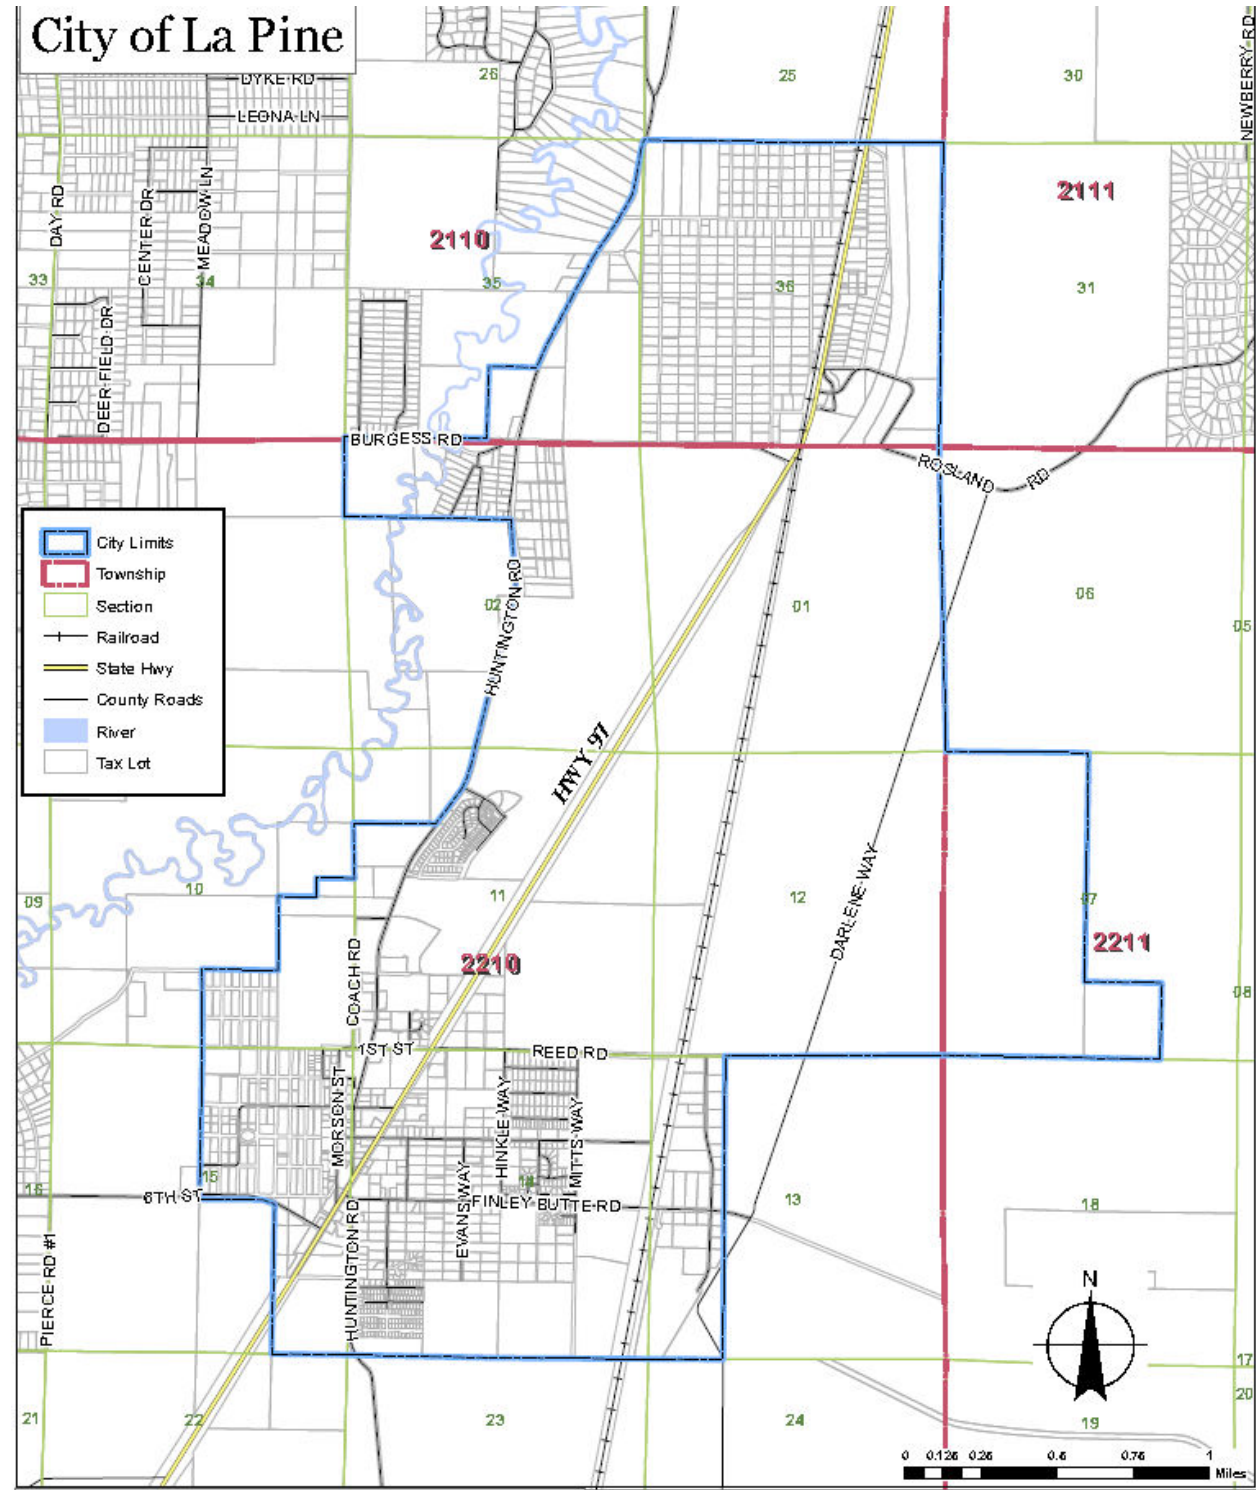 City of La Pine
DYKE RD
LEONA LN
26
25
30
NEWBERRY RD
DAY RD
CENTER DR
MEADOW LN
2110
2111
33
34
35
36
31
DEER FIELD DR
BURGESS RD
ROSLAND RD
City Limits
Township
Section
Railroad
State Hwy
County Roads
River
Tax Lot
HUNTINGTON RD
02
01
06
05
HWY 97
DARLENE WAY
09
10
11
12
07
2210
2211
08
COACH RD
1ST ST
REED RD
MORSON ST
HINKLE WAY
MITTS WAY
EVANS WAY
16
15
14
13
18
6TH ST
FINLEY BUTTE RD
PIERCE RD #1
HUNTINGTON RD
N
17
20
21
22
23
24
19
0 0.125 0.25 0.5 0.75 1
Miles